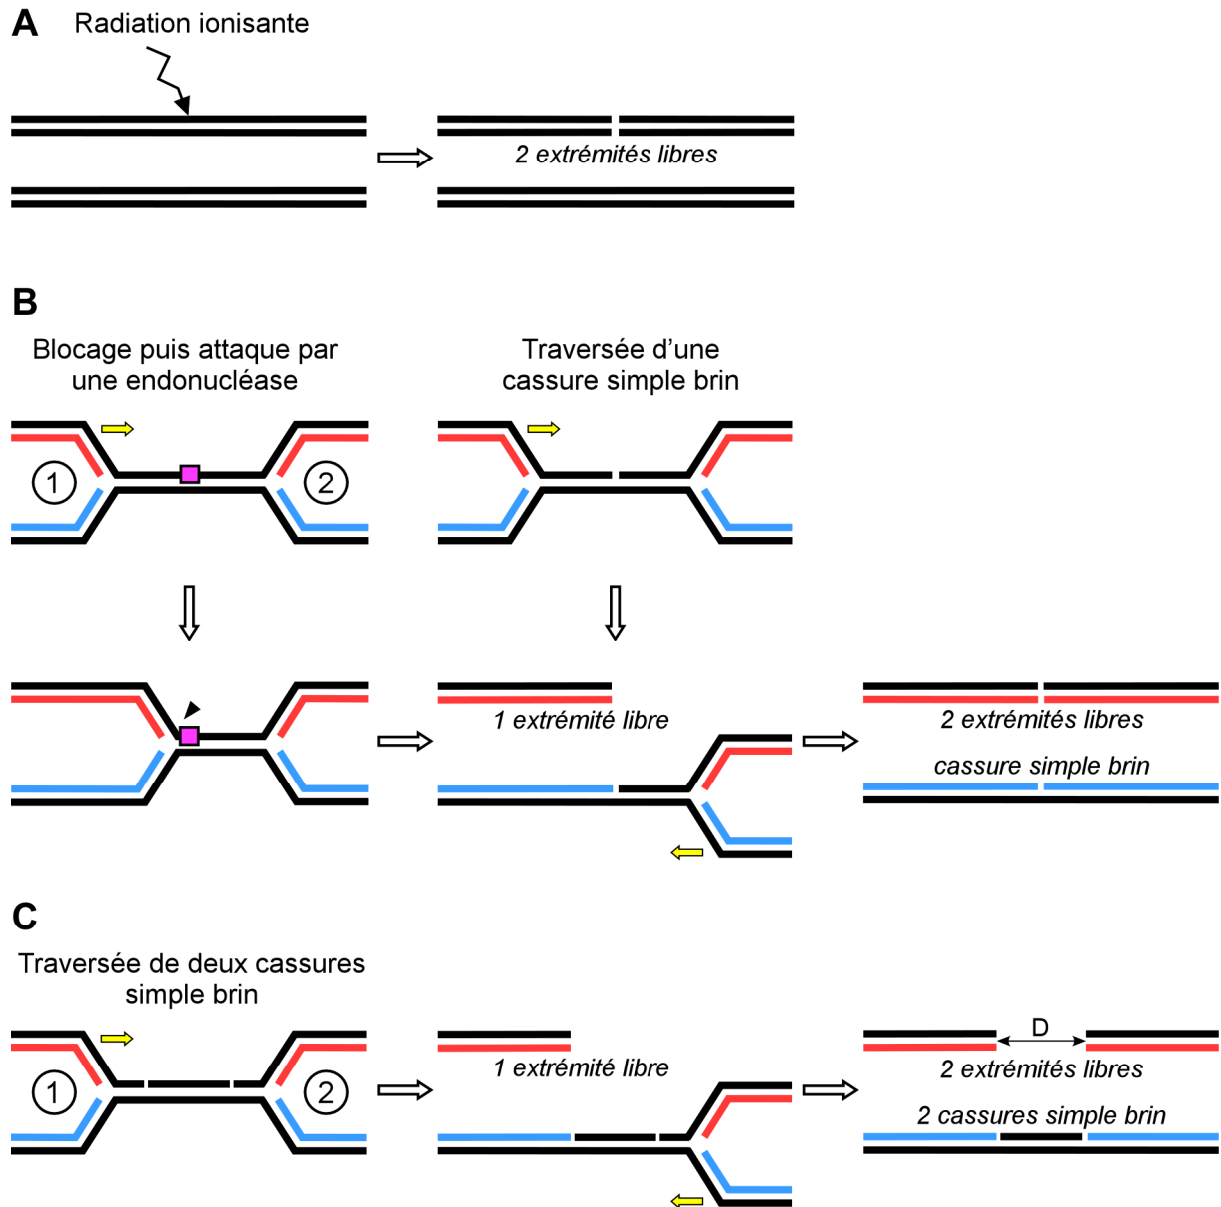 A
Radiation ionisante
2 extrémités libres
B
Blocage puis attaque par
une endonucléase
Traversée d’une
cassure simple brin
1
2
1 extrémité libre
2 extrémités libres
cassure simple brin
C
Traversée de deux cassures
simple brin
1
2
1 extrémité libre
D
2 extrémités libres
2 cassures simple brin